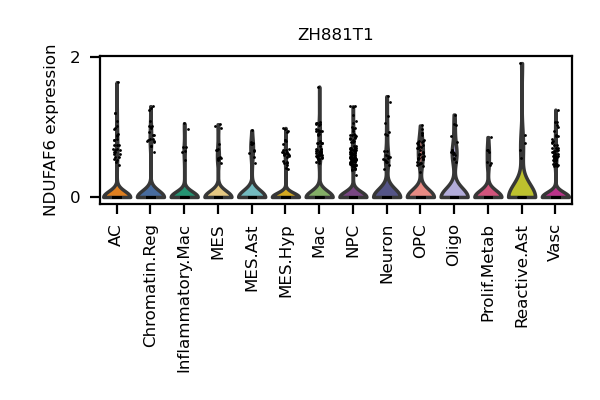 ZH881T1
NDUFAF6 expression
2
0
AC
Chromatin.Reg
Inflammatory.Mac
MES
MES.Ast
MES.Hyp
Mac
NPC
Neuron
OPC
Oligo
Prolif.Metab
Reactive.Ast
Vasc